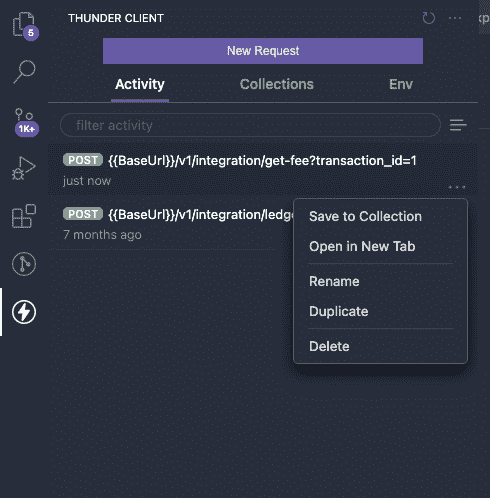 THUNDER CLIENT
5
New Request
Activity Collections Env
filter activity
1K+
POST {{BaseUrl}}/v1/integration/get-fee?transaction_id=1
just now
POST {{BaseUrl}}/v1/integration/ledge
7 months ago
Save to Collection
Open in New Tab
Rename
Duplicate
Delete